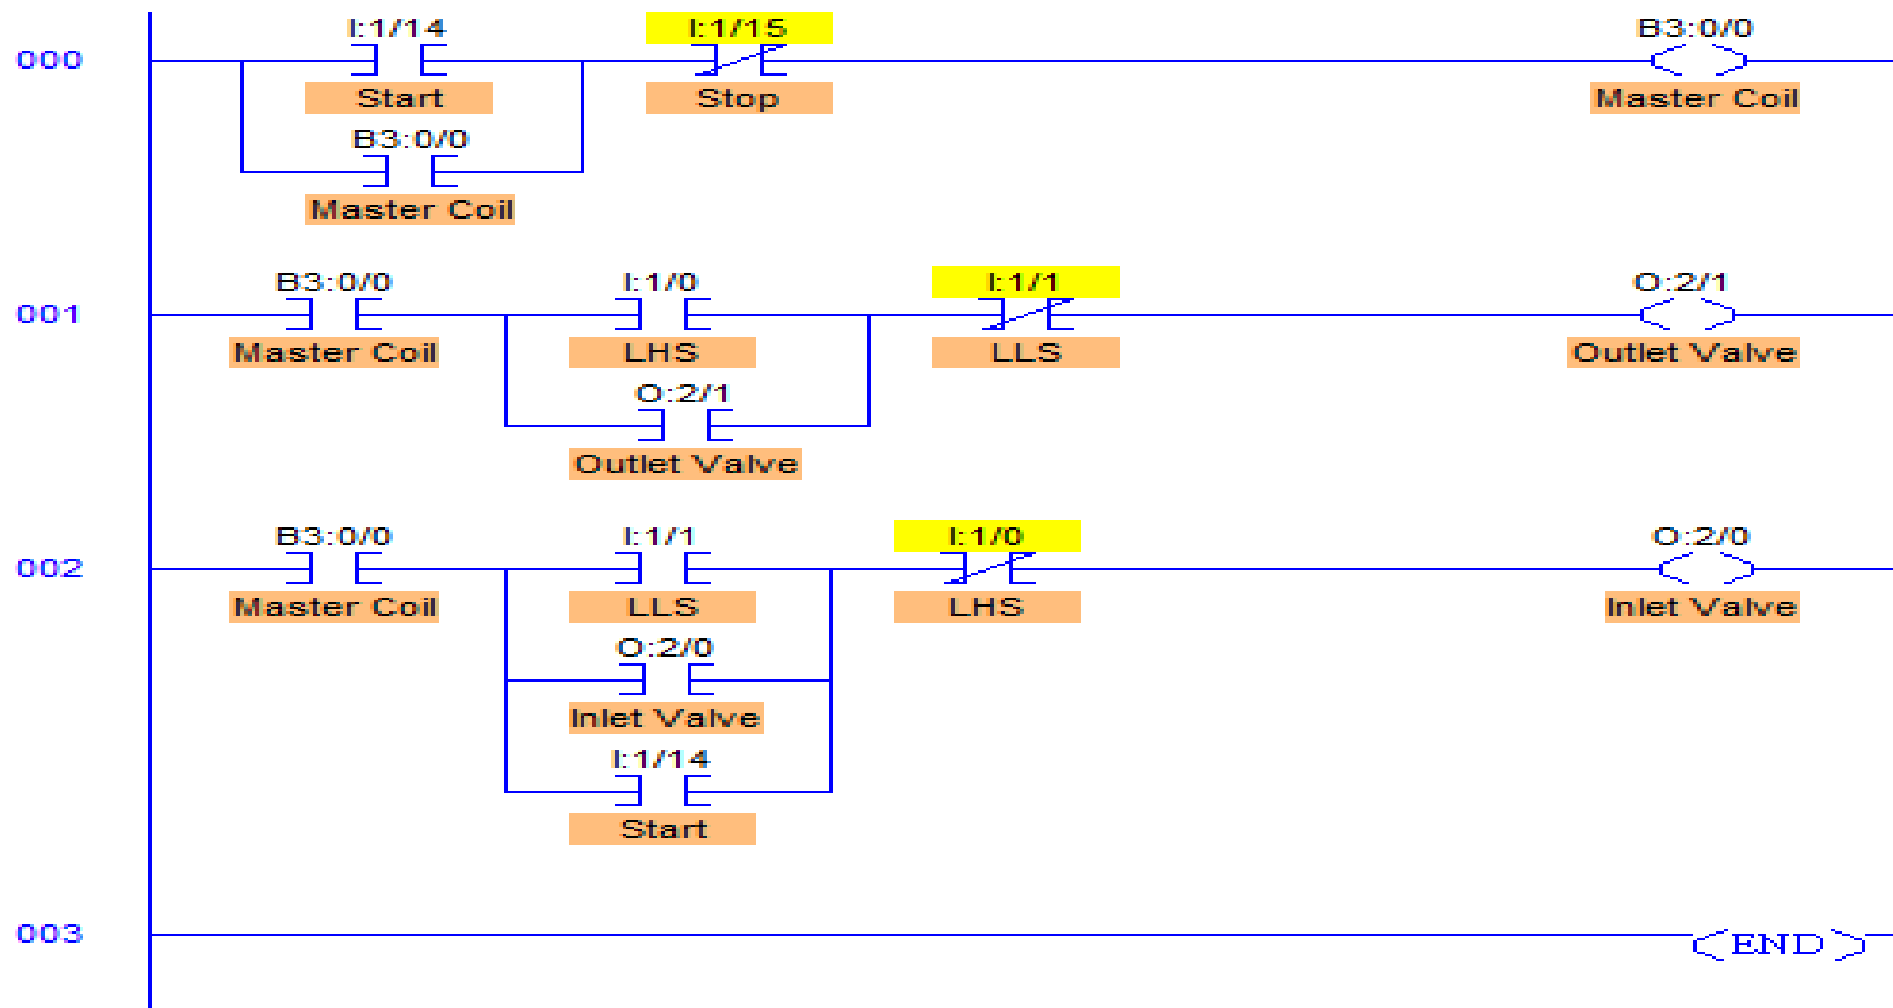 I:1/14 I:1/15 B3:0/0
000
Start Stop Master Coil
B3:0/0
Master Coil
B3:0/0 I:1/0 I:1/1 O:2/1
001
Master Coil LHS LLS Outlet Valve
O:2/1
Outlet Valve
B3:0/0 I:1/1 I:1/0 O:2/0
002
Master Coil LLS LHS Inlet Valve
O:2/0
Inlet Valve
I:1/14
Start
003
END